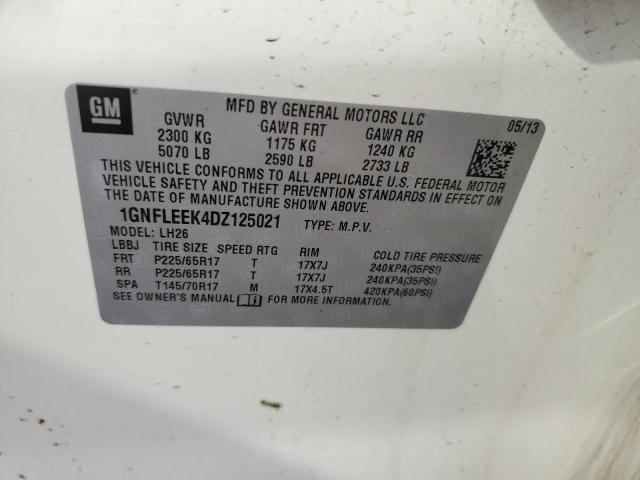 GM
MFD BY GENERAL MOTORS LLC
05/13
GVWR GAWR FRT GAWR RR
2300 KG 1175 KG 1240 KG
5070 LB 2590 LB 2733 LB
THIS VEHICLE CONFORMS TO ALL APPLICABLE U.S. FEDERAL MOTOR
VEHICLE SAFETY AND THEFT PREVENTION STANDARDS IN EFFECT ON
THE DATE OF MANUFACTURE SHOWN ABOVE.
1GNFLEEK4DZ125021 TYPE: M.P.V.
MODEL: LH26
LBBJ TIRE SIZE SPEED RTG RIM COLD TIRE PRESSURE
FRT P225/65R17 T 17X7J 240KPA(35PSI)
RR P225/65R17 T 17X7J 240KPA(35PSI)
SPA T145/70R17 M 17X4.5T 420KPA(60PSI)
SEE OWNER'S MANUAL FOR MORE INFORMATION.